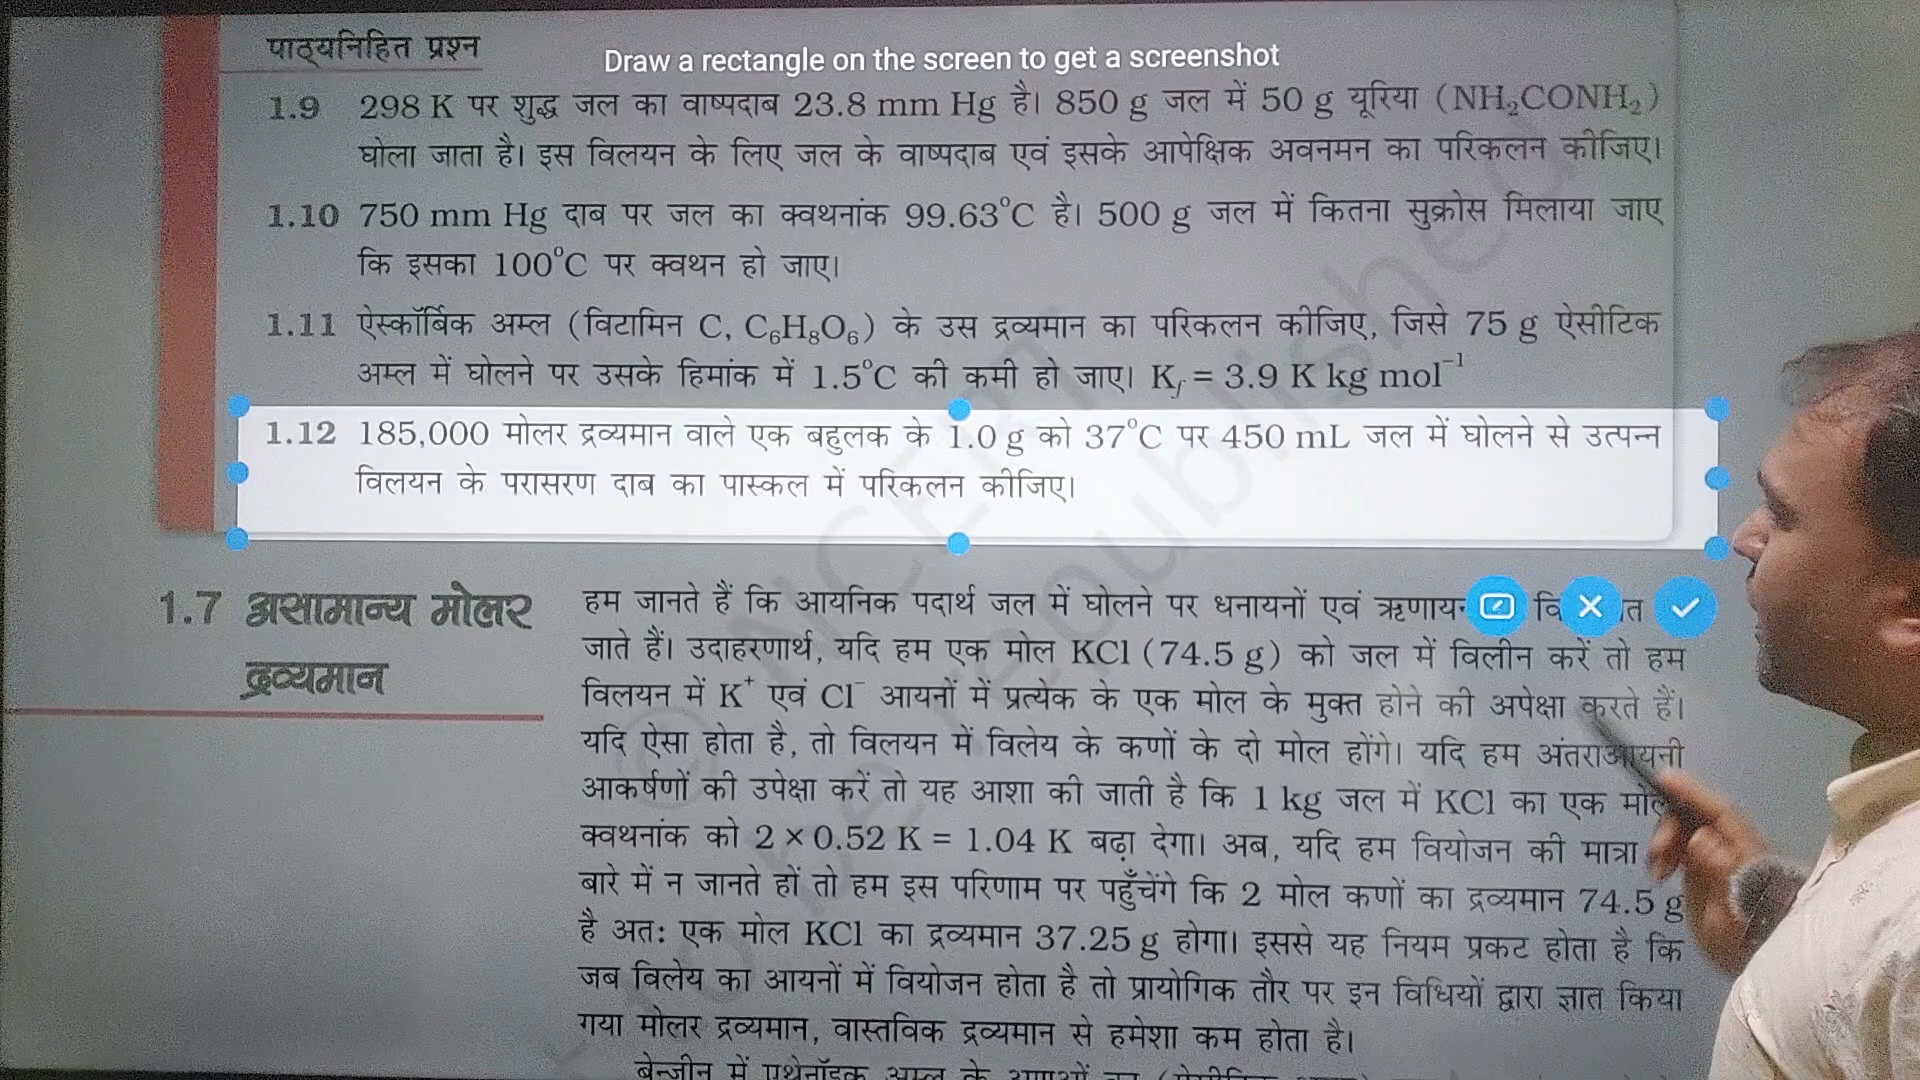 पाठ्यनिहित प्रश्न
Draw a rectangle on the screen to get a screenshot
1.9 298 K पर शुद्ध जल का वाष्पदाब 23.8 mm Hg है। 850 g जल में 50 g यूरिया (NH₂CONH₂)
घोला जाता है। इस विलयन के लिए जल के वाष्पदाब एवं इसके आपेक्षिक अवनमन का परिकलन कीजिए।
1.10 750 mm Hg दाब पर जल का क्वथनांक 99.63°C है। 500 g जल में कितना सुक्रोस मिलाया जाए
कि इसका 100°C पर क्वथन हो जाए।
1.11 ऐस्कॉर्बिक अम्ल (विटामिन C, C₆H₈O₆) के उस द्रव्यमान का परिकलन कीजिए, जिसे 75 g ऐसीटिक
अम्ल में घोलने पर उसके हिमांक में 1.5°C की कमी हो जाए। K_f = 3.9 K kg mol⁻¹
1.12 185,000 मोलर द्रव्यमान वाले एक बहुलक के 1.0 g को 37°C पर 450 mL जल में घोलने से उत्पन्न
विलयन के परासरण दाब का पास्कल में परिकलन कीजिए।
1.7 असामान्य मोलर
द्रव्यमान
हम जानते हैं कि आयनिक पदार्थ जल में घोलने पर धनायनों एवं
जाते हैं। उदाहरणार्थ, यदि हम एक मोल KCl (74.5 g) को जल में विलीन करें तो हम
विलयन में K⁺ एवं Cl⁻ आयनों में प्रत्येक के एक मोल के मुक्त होने की अपेक्षा करते हैं।
यदि ऐसा होता है, तो विलयन में विलेय के कणों के दो मोल होंगे। यदि हम अंतराआयनी
आकर्षणों की उपेक्षा करें तो यह आशा की जाती है कि 1 kg जल में KCl का एक मोल
क्वथनांक को 2 × 0.52 K = 1.04 K बढ़ा देगा। अब, यदि हम वियोजन की मात्रा
बारे में न जानते हों तो हम इस परिणाम पर पहुँचेंगे कि 2 मोल कणों का द्रव्यमान 74.5 g
है अतः एक मोल KCl का द्रव्यमान 37.25 g होगा। इससे यह नियम प्रकट होता है कि
जब विलेय का आयनों में वियोजन होता है तो प्रायोगिक तौर पर इन विधियों द्वारा ज्ञात किया
गया मोलर द्रव्यमान, वास्तविक द्रव्यमान से हमेशा कम होता है।
बेन्जीन में एथेनॉइक अम्ल के